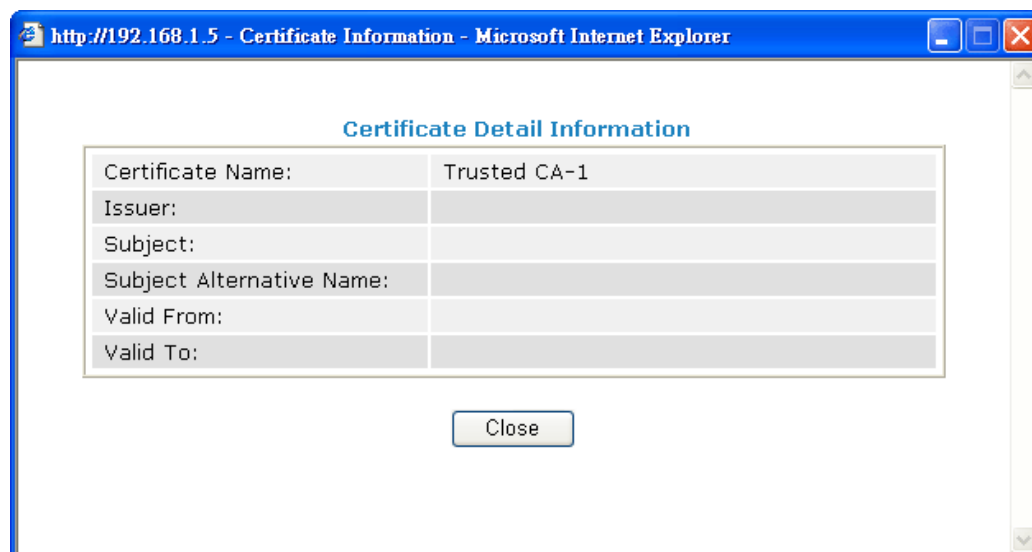 http://192.168.1.5 - Certificate Information - Microsoft Internet Explorer
Certificate Detail Information
Certificate Name: Trusted CA-1
Issuer:
Subject:
Subject Alternative Name:
Valid From:
Valid To:
Close